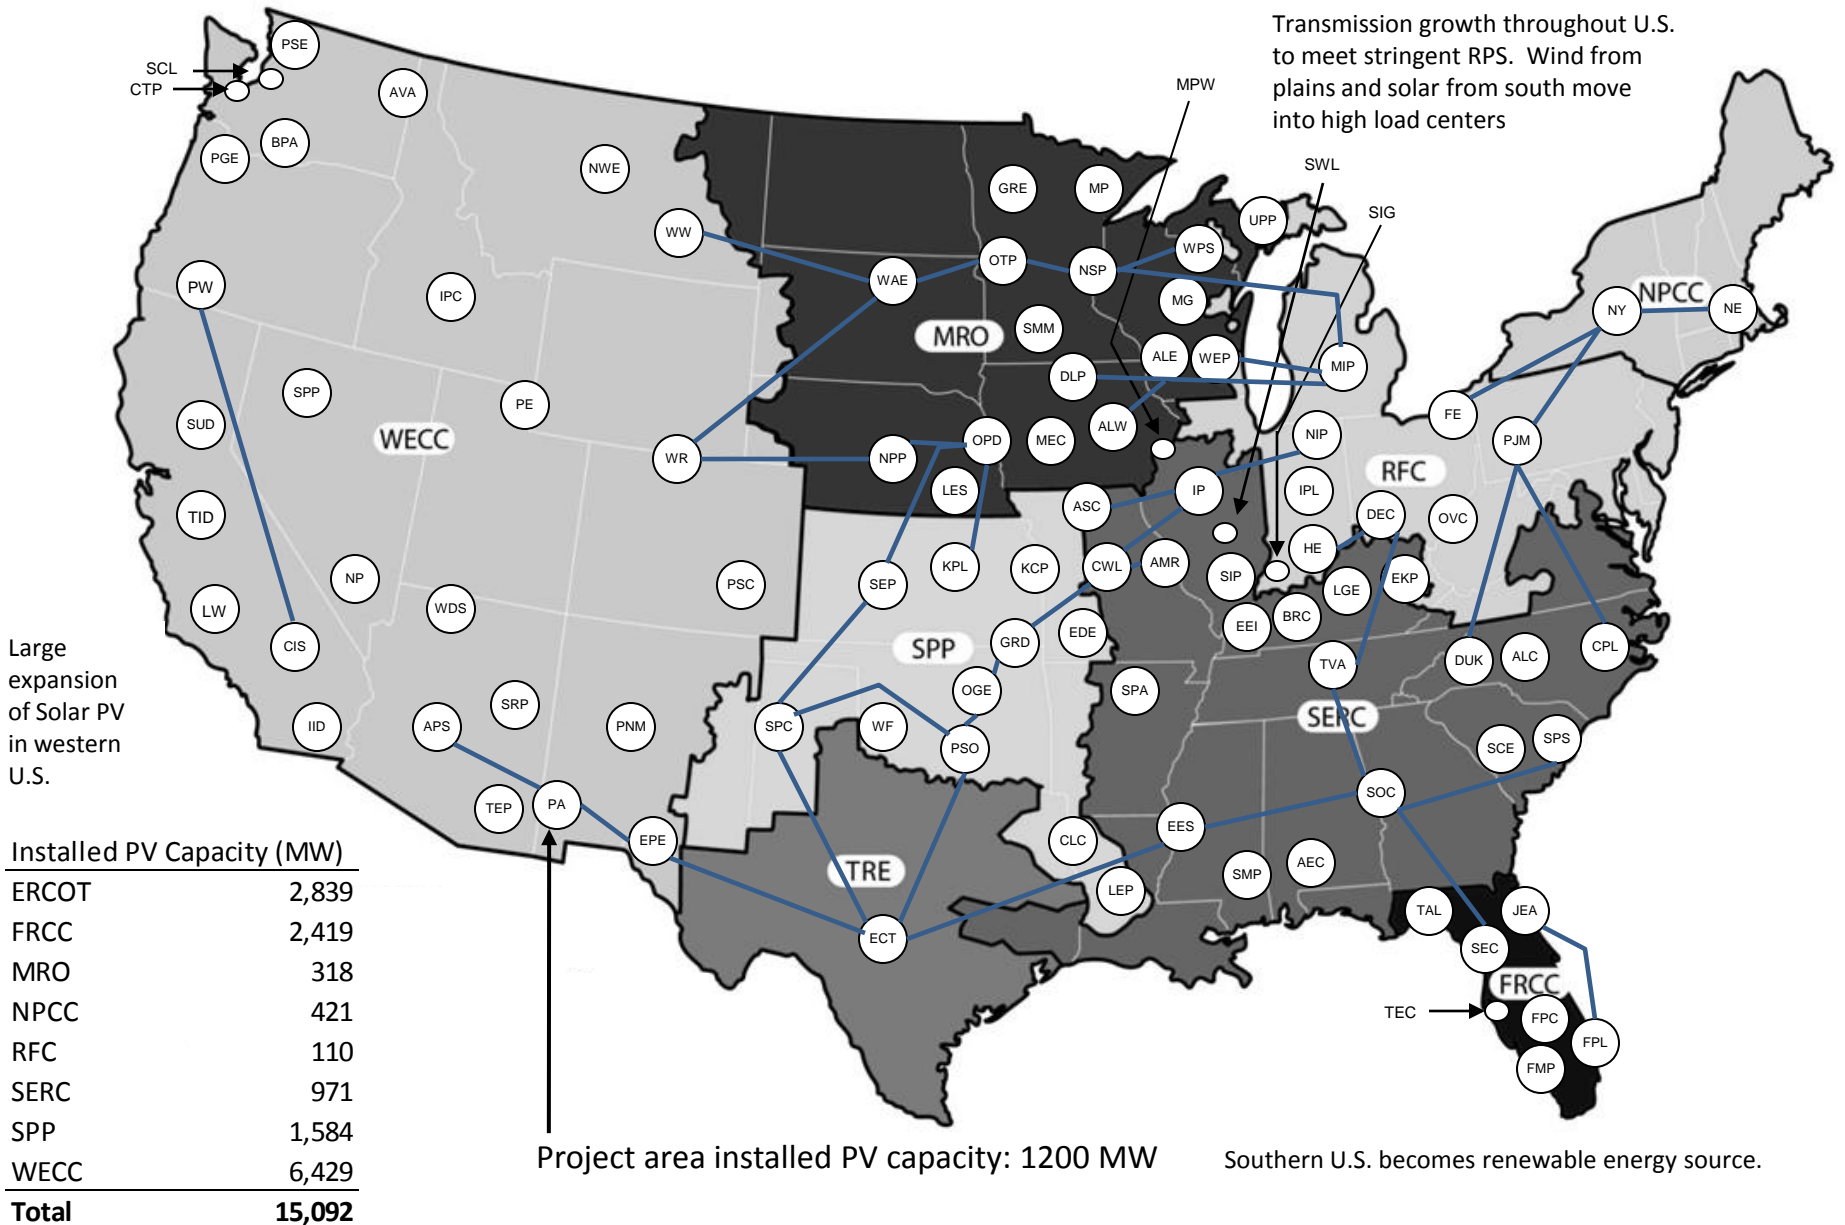 Transmission growth throughout U.S.
to meet stringent RPS.  Wind from
plains and solar from south move
into high load centers
PSE
SCL
CTP
AVA
MPW
BPA
PGE
NWE
SWL
GRE
MP
SIG
UPP
WW
WPS
OTP
NSP
WAE
PW
IPC
MG
NPCC
NY
NE
SMM
MRO
ALE
WEP
MIP
DLP
SPP
PE
SUD
WECC
FE
ALW
NIP
OPD
MEC
PJM
WR
NPP
RFC
LES
IP
IPL
ASC
TID
DEC
OVC
HE
KPL
KCP
CWL
AMR
SIP
NP
PSC
SEP
LGE
EKP
LW
WDS
EEI
BRC
Large
expansion
of Solar PV
in western
U.S.
CIS
SPP
GRD
EDE
TVA
DUK
ALC
CPL
OGE
SPA
SRP
IID
APS
PNM
SPC
WF
PSO
SERC
SCE
SPS
TEP
PA
SOC
EPE
EES
CLC
TRE
SMP
AEC
LEP
TAL
JEA
ECT
SEC
FRCC
TEC
FPC
FPL
FMP
Installed PV Capacity (MW)
ERCOT 2,839
FRCC 2,419
MRO 318
NPCC 421
RFC 110
SERC 971
SPP 1,584
WECC 6,429
Total 15,092
Project area installed PV capacity: 1200 MW
Southern U.S. becomes renewable energy source.